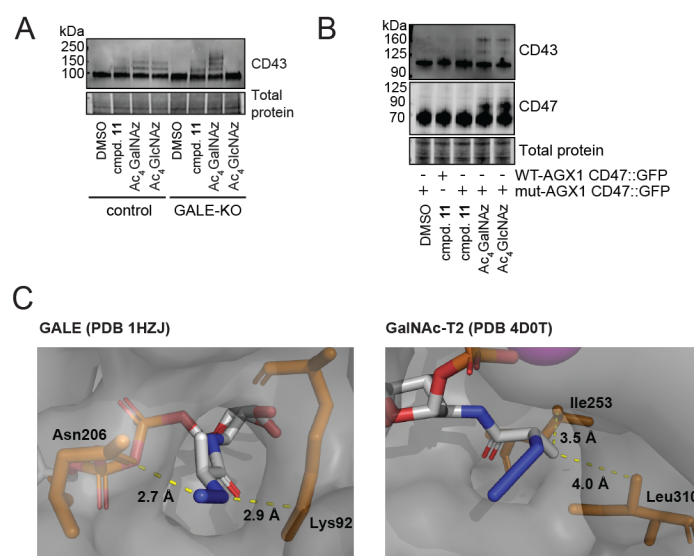 A
kDa
250
150
100
CD43
Total
protein
DMSO
cmpd. 11
Ac4GalNAz
Ac4GlcNAz
DMSO
cmpd. 11
Ac4GalNAz
Ac4GlcNAz
control
GALE-KO
B
kDa
160
125
90
CD43
125
90
70
CD47
Total protein
- + - - - WT-AGX1 CD47::GFP
+ - + + + mut-AGX1 CD47::GFP
DMSO
cmpd. 11
cmpd. 11
Ac4GalNAz
Ac4GlcNAz
C
GALE (PDB 1HZJ)
Asn206
2.7 Å
2.9 Å
Lys92
GalNAc-T2 (PDB 4D0T)
Ile253
3.5 Å
4.0 Å
Leu310